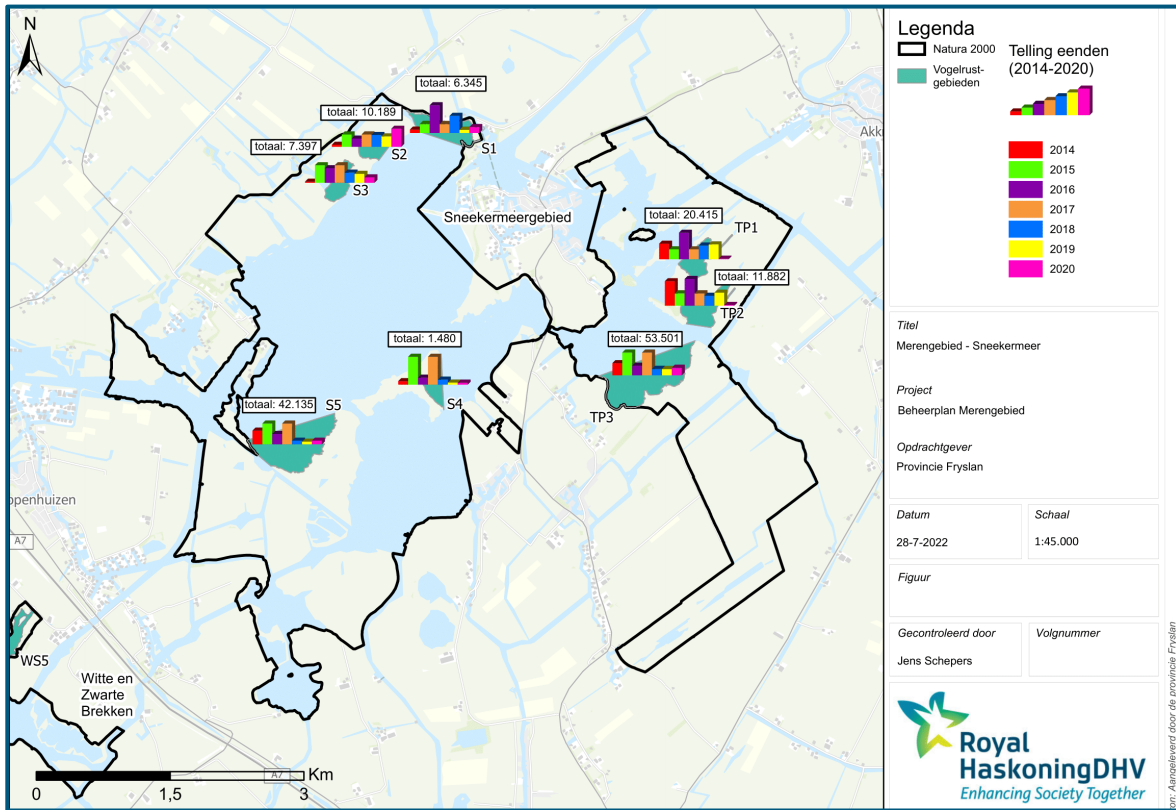 N
totaal: 6.345
totaal: 10.189
totaal: 7.397
S1
S2
S3
Akk
Sneekermeergebied
totaal: 20.415
TP1
totaal: 11.882
TP2
totaal: 1.480
totaal: 53.501
S4
TP3
totaal: 42.135
S5
ppenhuizen
A7
WS5
Witte en
Zwarte
Brekken
A7
Km
0
1,5
3
Legenda
Natura 2000
Vogelrust-
gebieden
Telling eenden
(2014-2020)
2014
2015
2016
2017
2018
2019
2020
Titel
Merengebied - Sneekermeer
Project
Beheerplan Merengebied
Opdrachtgever
Provincie Fryslan
Datum
Schaal
28-7-2022
1:45.000
Figuur
Gecontroleerd door
Volgnummer
Jens Schepers
Royal
HaskoningDHV
Enhancing Society Together
Aangeleverd door de provincie Fryslan